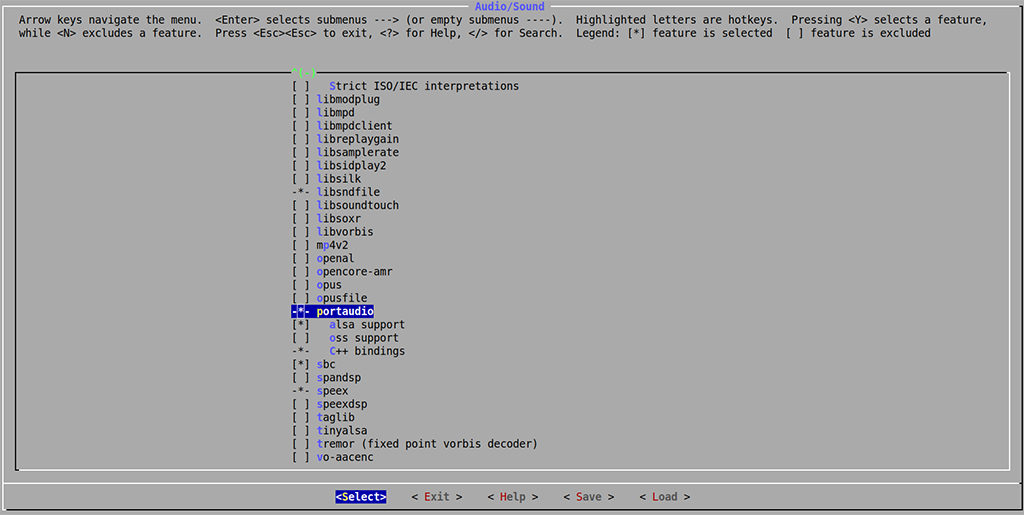 Audio/Sound
Arrow keys navigate the menu.  <Enter> selects submenus ---> (or empty submenus ----).  Highlighted letters are hotkeys.  Pressing <Y> selects a feature,
while <N> excludes a feature.  Press <Esc><Esc> to exit, <?> for Help, </> for Search.  Legend: [*] feature is selected  [ ] feature is excluded
^(-)
[ ]   Strict ISO/IEC interpretations
[ ] libmodplug
[ ] libmpd
[ ] libmpdclient
[ ] libreplaygain
[ ] libsamplerate
[ ] libsidplay2
[ ] libsilk
-*- libsndfile
[ ] libsoundtouch
[ ] libsoxr
[ ] libvorbis
[ ] mp4v2
[ ] openal
[ ] opencore-amr
[ ] opus
[ ] opusfile
-*- portaudio
[*]   alsa support
[ ]   oss support
-*-   C++ bindings
[*] sbc
[ ] spandsp
-*- speex
[ ] speexdsp
[ ] taglib
[ ] tinyalsa
[ ] tremor (fixed point vorbis decoder)
[ ] vo-aacenc
<Select>    < Exit >    < Help >    < Save >    < Load >